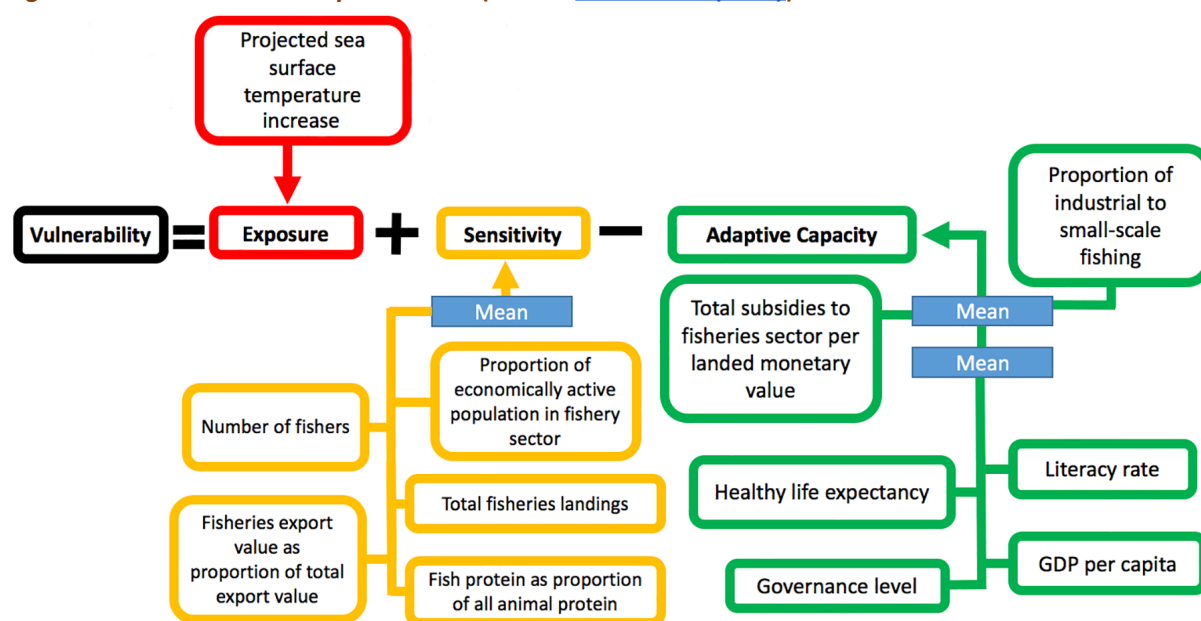 Projected sea
surface
temperature
increase
Vulnerability
=
Exposure
+
Sensitivity
−
Adaptive Capacity
Proportion of
industrial to
small-scale
fishing
Mean
Total subsidies to
fisheries sector per
landed monetary
value
Mean
Mean
Proportion of
economically active
population in fishery
sector
Number of fishers
Total fisheries landings
Fisheries export
value as
proportion of total
export value
Fish protein as proportion
of all animal protein
Literacy rate
Healthy life expectancy
GDP per capita
Governance level